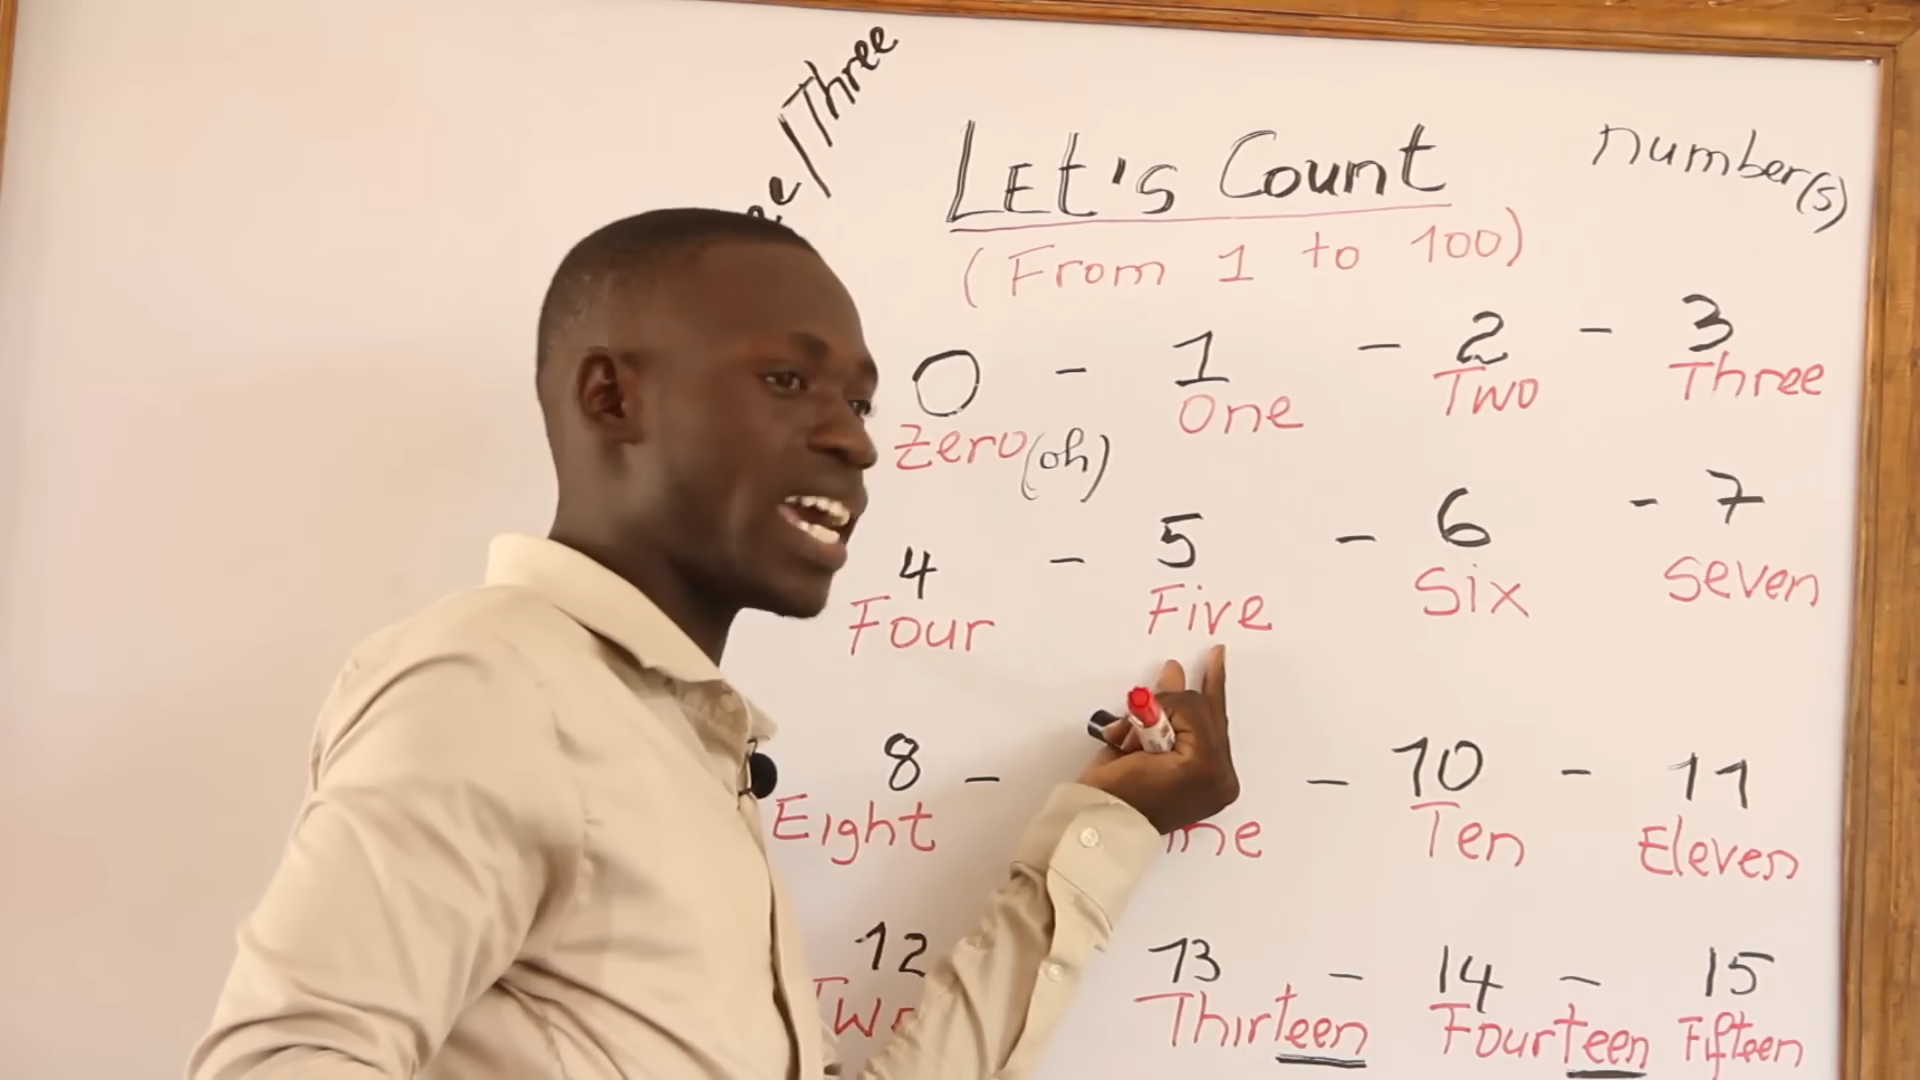 /Three
Let's Count
number(s)
(From 1 to 100)
0 - 1 - 2 - 3
Zero (oh) One Two Three
4 - 5 - 6 - 7
Four Five Six Seven
8 - - 10 - 11
Eight Ten Eleven
12 13 - 14 - 15
Thirteen Fourteen Fifteen